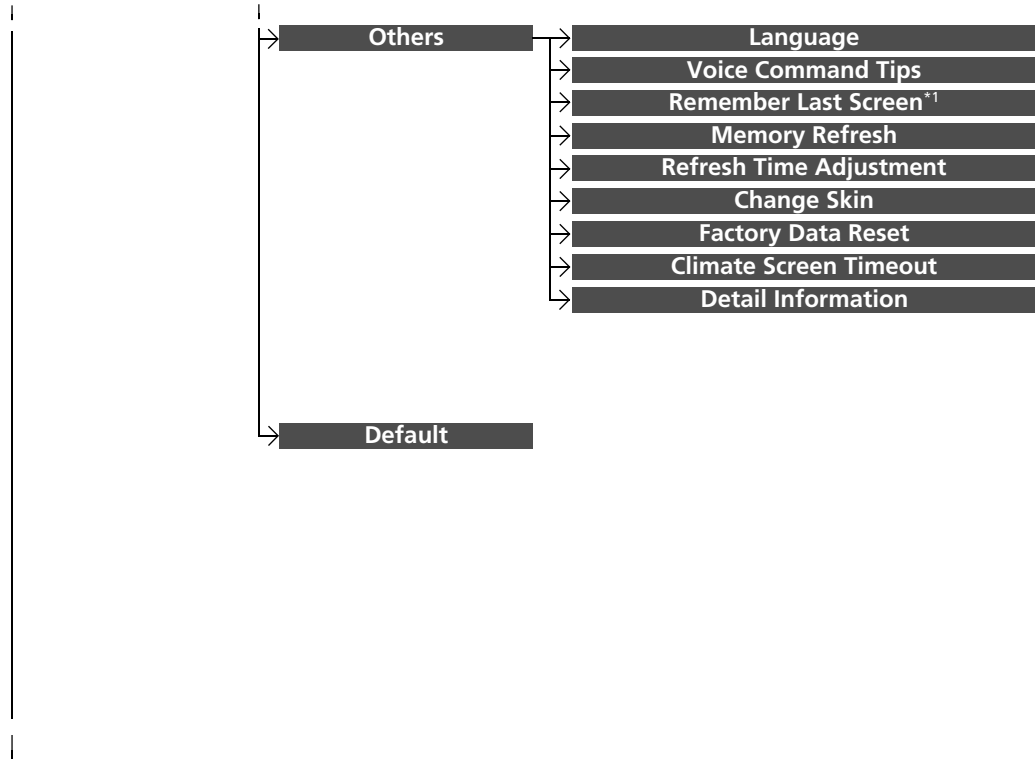 Others
Language
Voice Command Tips
Remember Last Screen*1
Memory Refresh
Refresh Time Adjustment
Change Skin
Factory Data Reset
Climate Screen Timeout
Detail Information
Default